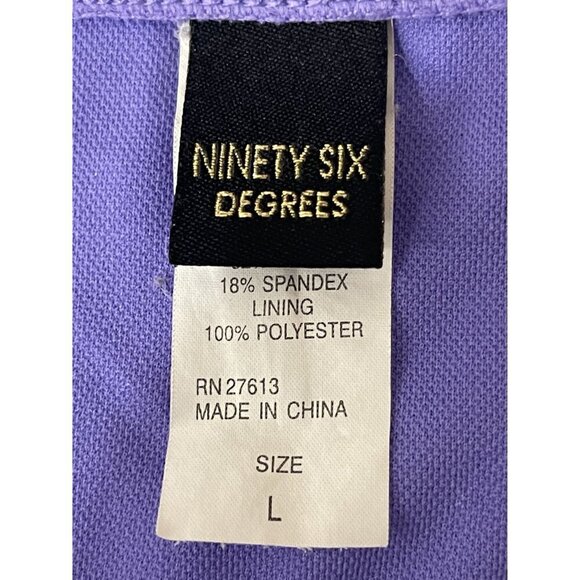 NINETY SIX
DEGREES
18% SPANDEX
LINING
100% POLYESTER
RN 27613
MADE IN CHINA
SIZE
L